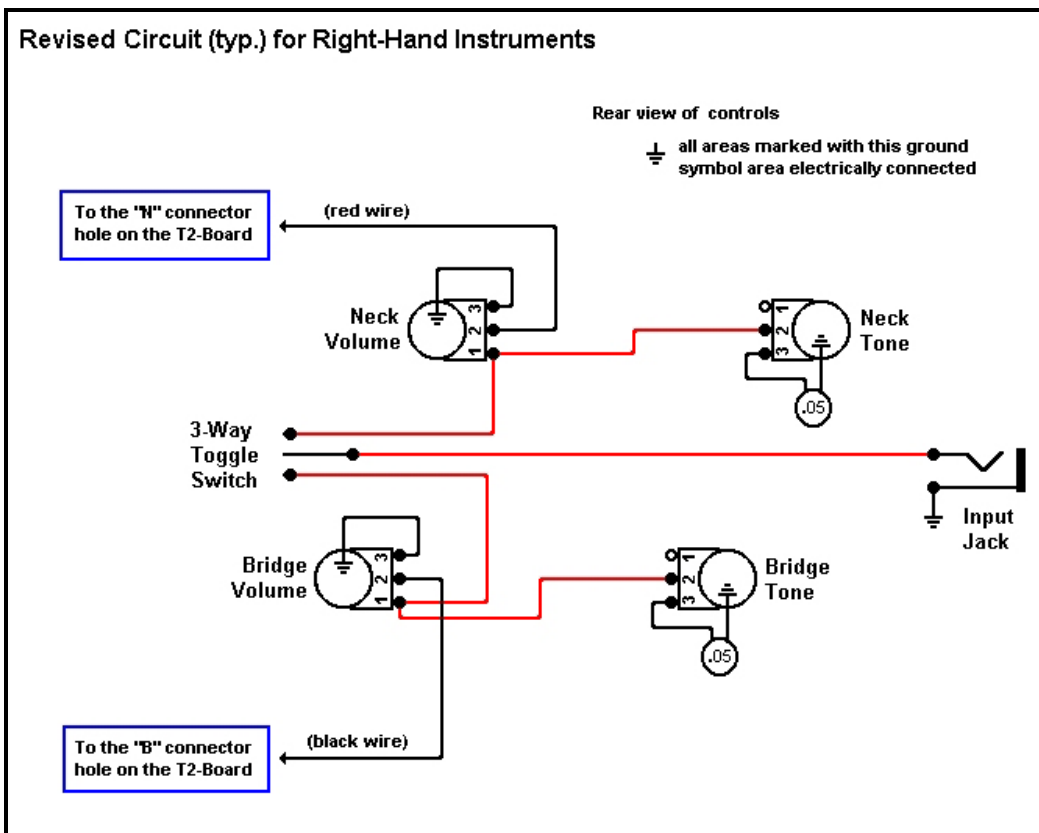 Revised Circuit (typ.) for Right-Hand Instruments
Rear view of controls
all areas marked with this ground
symbol area electrically connected
To the "N" connector
hole on the T2-Board
(red wire)
Neck
Volume
3
2
1
1
2
3
Neck
Tone
.05
3-Way
Toggle
Switch
Input
Jack
Bridge
Volume
3
2
1
1
2
3
Bridge
Tone
.05
To the "B" connector
hole on the T2-Board
(black wire)